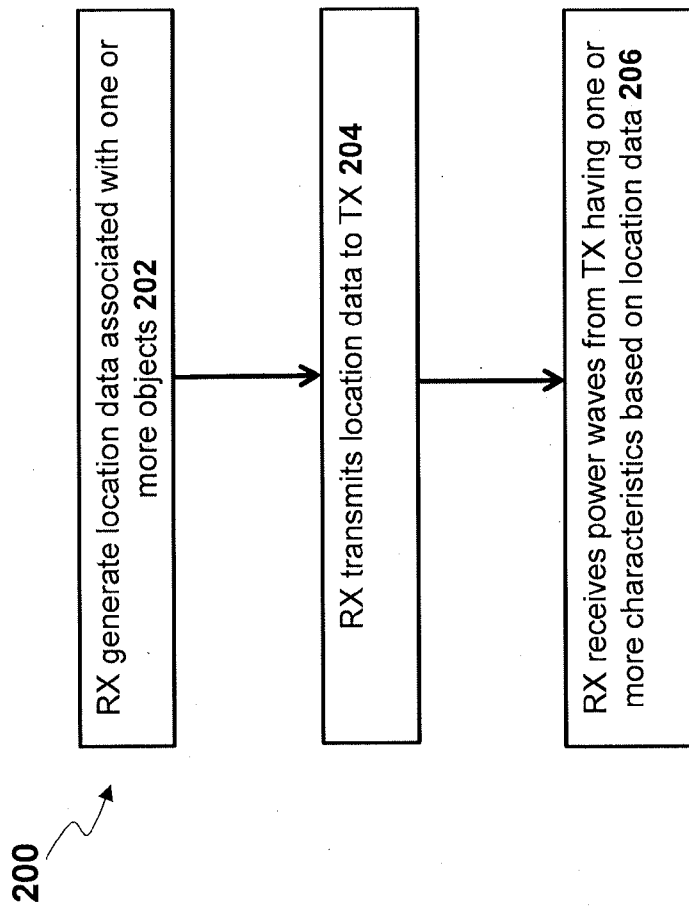 200
RX generate location data associated with one or
more objects 202
RX transmits location data to TX 204
RX receives power waves from TX having one or
more characteristics based on location data 206